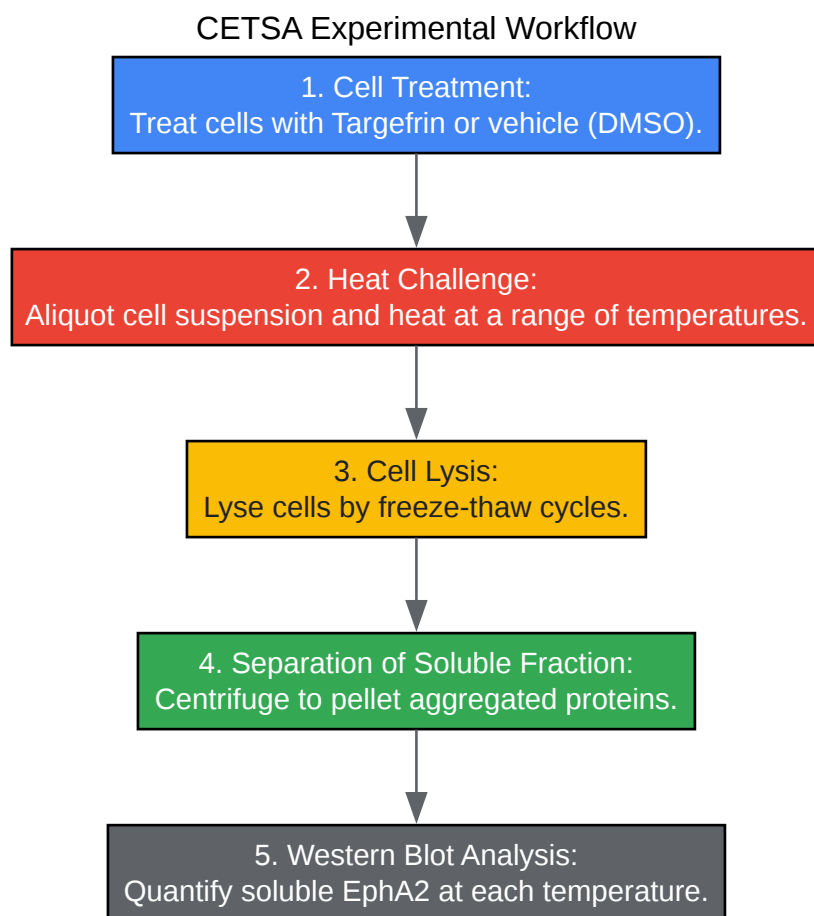 CETSA Experimental Workflow
1. Cell Treatment:
Treat cells with Targefrin or vehicle (DMSO).
2. Heat Challenge:
Aliquot cell suspension and heat at a range of temperatures.
3. Cell Lysis:
Lyse cells by freeze-thaw cycles.
4. Separation of Soluble Fraction:
Centrifuge to pellet aggregated proteins.
5. Western Blot Analysis:
Quantify soluble EphA2 at each temperature.